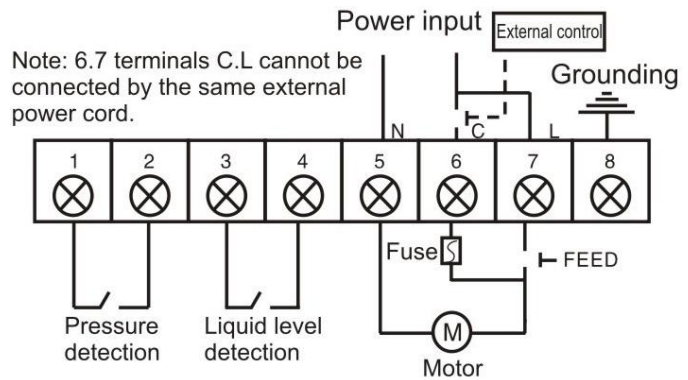 Power input
External control
Note: 6.7 terminals C.L cannot be
connected by the same external
power cord.
Grounding
N C L
1 2 3 4 5 6 7 8
Fuse
FEED
Pressure
detection
Liquid level
detection
M
Motor